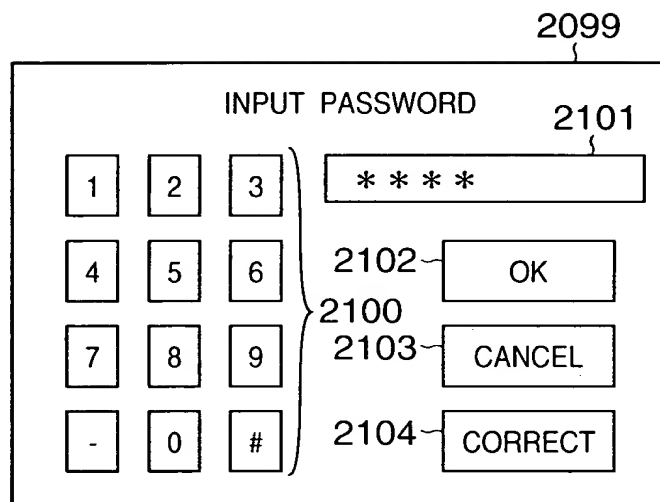 2099
INPUT PASSWORD
2101
1 2 3
* * * *
4 5 6
2102
OK
2100
7 8 9
2103
CANCEL
- 0 #
2104
CORRECT